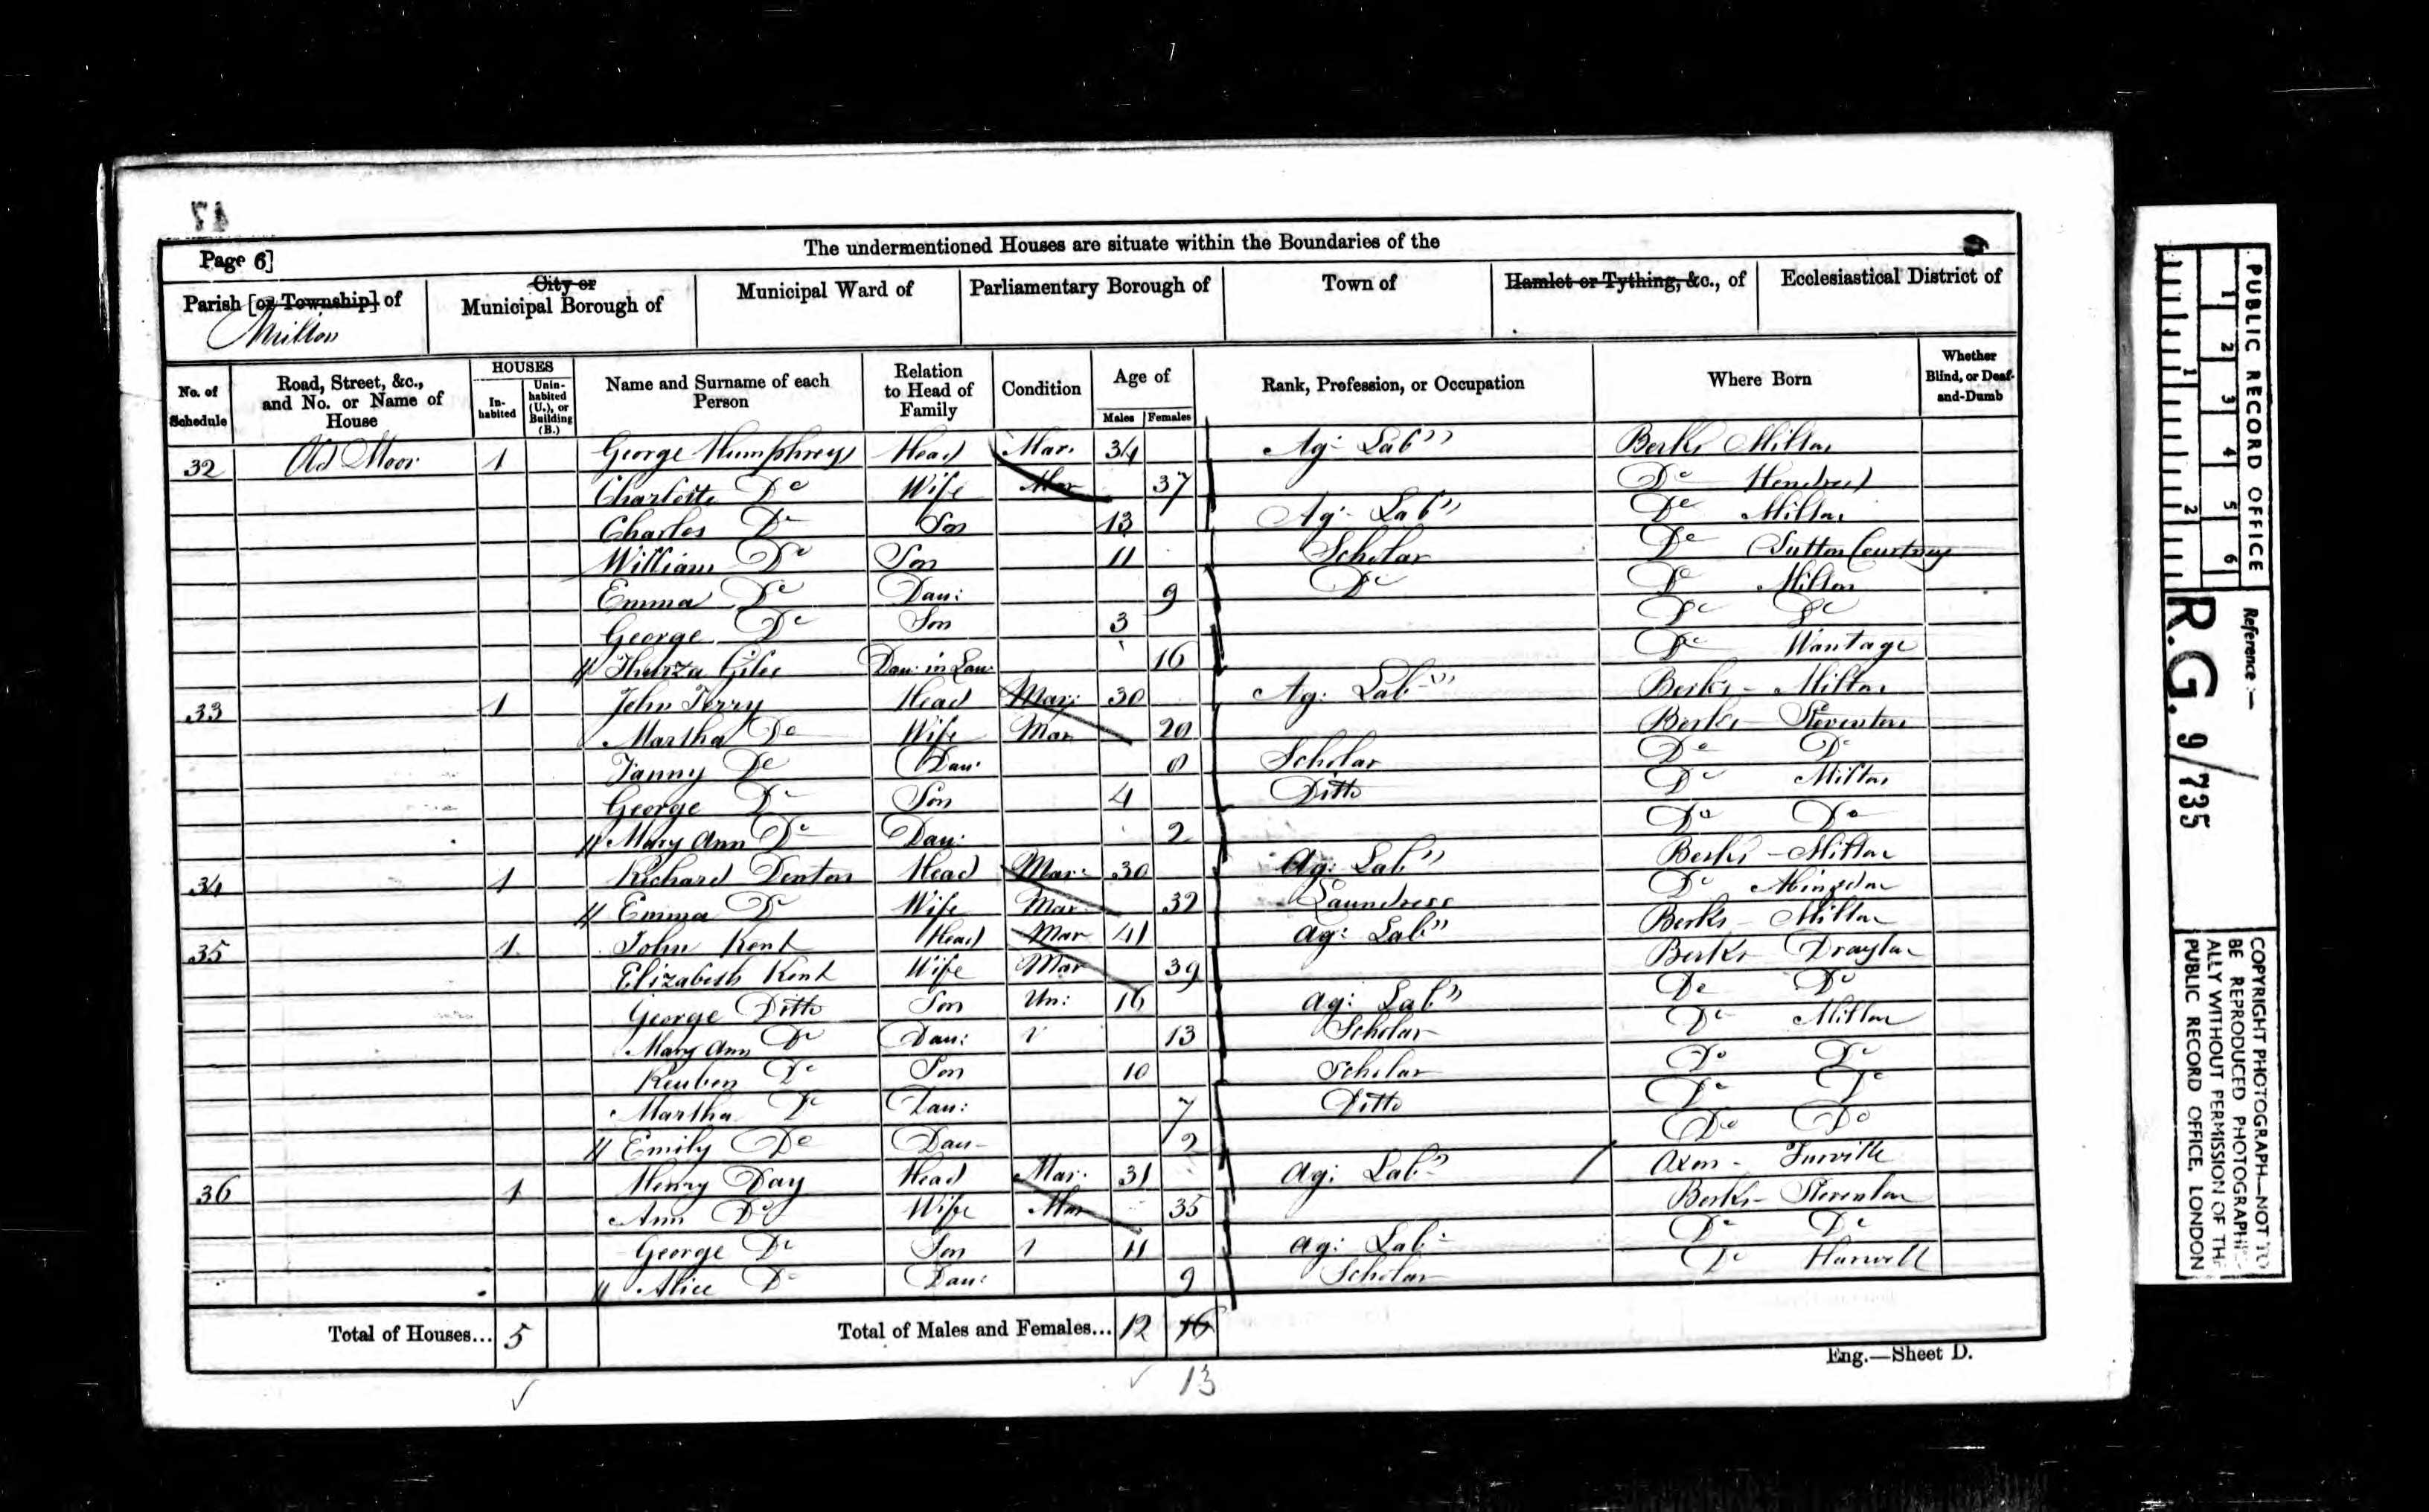 47
The undermentioned Houses are situate within the Boundaries of the
Page 6]
Parish [or Township] of
Milton
City or
Municipal Borough of
Municipal Ward of
Parliamentary Borough of
Town of
Hamlet or Tything, &c., of
Ecclesiastical District of
No. of Schedule
Road, Street, &c., and No. or Name of House
HOUSES
In-habited
Unin-habited (U.), or Building (B.)
Name and Surname of each Person
Relation to Head of Family
Condition
Age of
Males
Females
Rank, Profession, or Occupation
Where Born
Whether Blind, or Deaf-and-Dumb
32 Old Moor 1 George Humphreys Head Mar. 34 Ag: Lab Berks Milton
Charlotte Do Wife Mar 37 Do Hendred
Charles Do Son 13 Ag: Lab Do Milton
William Do Son 11 Scholar Do Sutton Courtney
Emma Do Dau: 9 Do Do Milton
George Do Son 3 Do Do
Thurza Giles Dau: in Law: 16 Do Wantage
33 1 John Terry Head Mar: 30 Ag: Lab Berks - Milton
Martha Do Wife Mar 20 Berks Steventon
Fanny Do Dau: Scholar Do Do
George Do Son 4 Ditto Do Milton
Mary Ann Do Dau: 2 Do Do
34 1 Richard Denton Head Mar: 30 Ag: Lab Berks - Milton
Emma Do Wife Mar 32 Laundress Do Abingdon
35 1 John Kent Head Mar 41 Ag: Lab Berks - Milton
Elizabeth Kent Wife Mar 39 Berks Drayton
George Ditto Son Un: 16 Ag: Lab Do Do
Mary Ann Do Dau: 13 Scholar Do Milton
Reuben Do Son 10 Scholar Do Do
Martha Do Dau: 7 Ditto Do Do
Emily Do Dau- 2 Do Do
36 1 Henry Day Head Mar. 31 Ag: Lab Oxon - Turville
Ann Do Wife Mar 35 Berks - Steventon
George Do Son 11 Ag: Lab Do Do
Alice Do Dau: 9 Scholar Do Harwell
Total of Houses... 5
Total of Males and Females... 12 16
13
Eng.—Sheet D.
PUBLIC RECORD OFFICE
1 2 3 4 5 6
1 2
Reference :—
R.G. 9/735
COPYRIGHT PHOTOGRAPH—NOT TO
BE REPRODUCED PHOTOGRAPHIC-
ALLY WITHOUT PERMISSION OF THE
PUBLIC RECORD OFFICE, LONDON